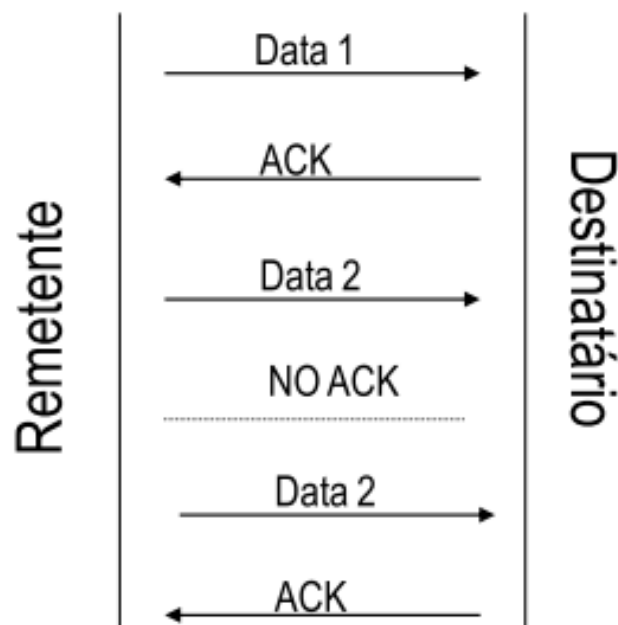 Remetente
Data 1
ACK
Data 2
NO ACK
Data 2
ACK
Destinatário